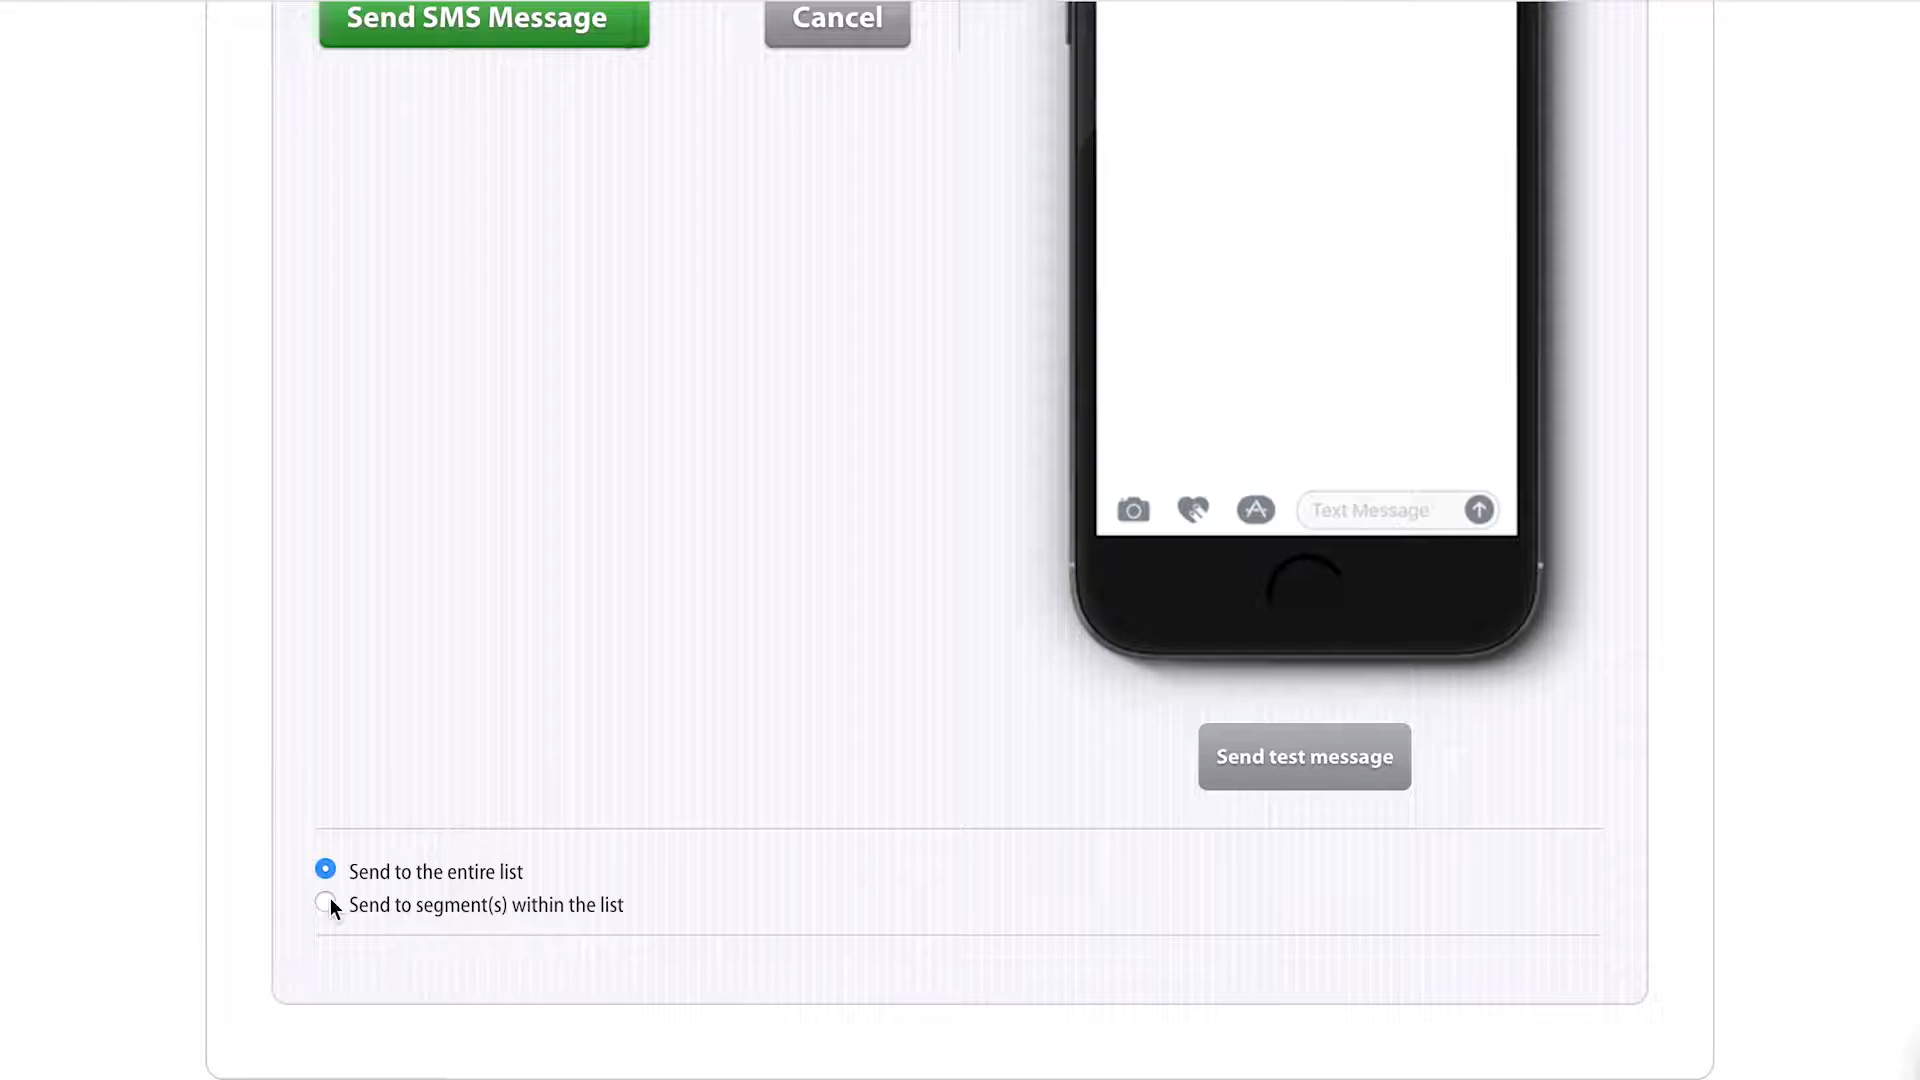 Send SMS Message
Cancel
Text Message
Send test message
Send to the entire list
Send to segment(s) within the list